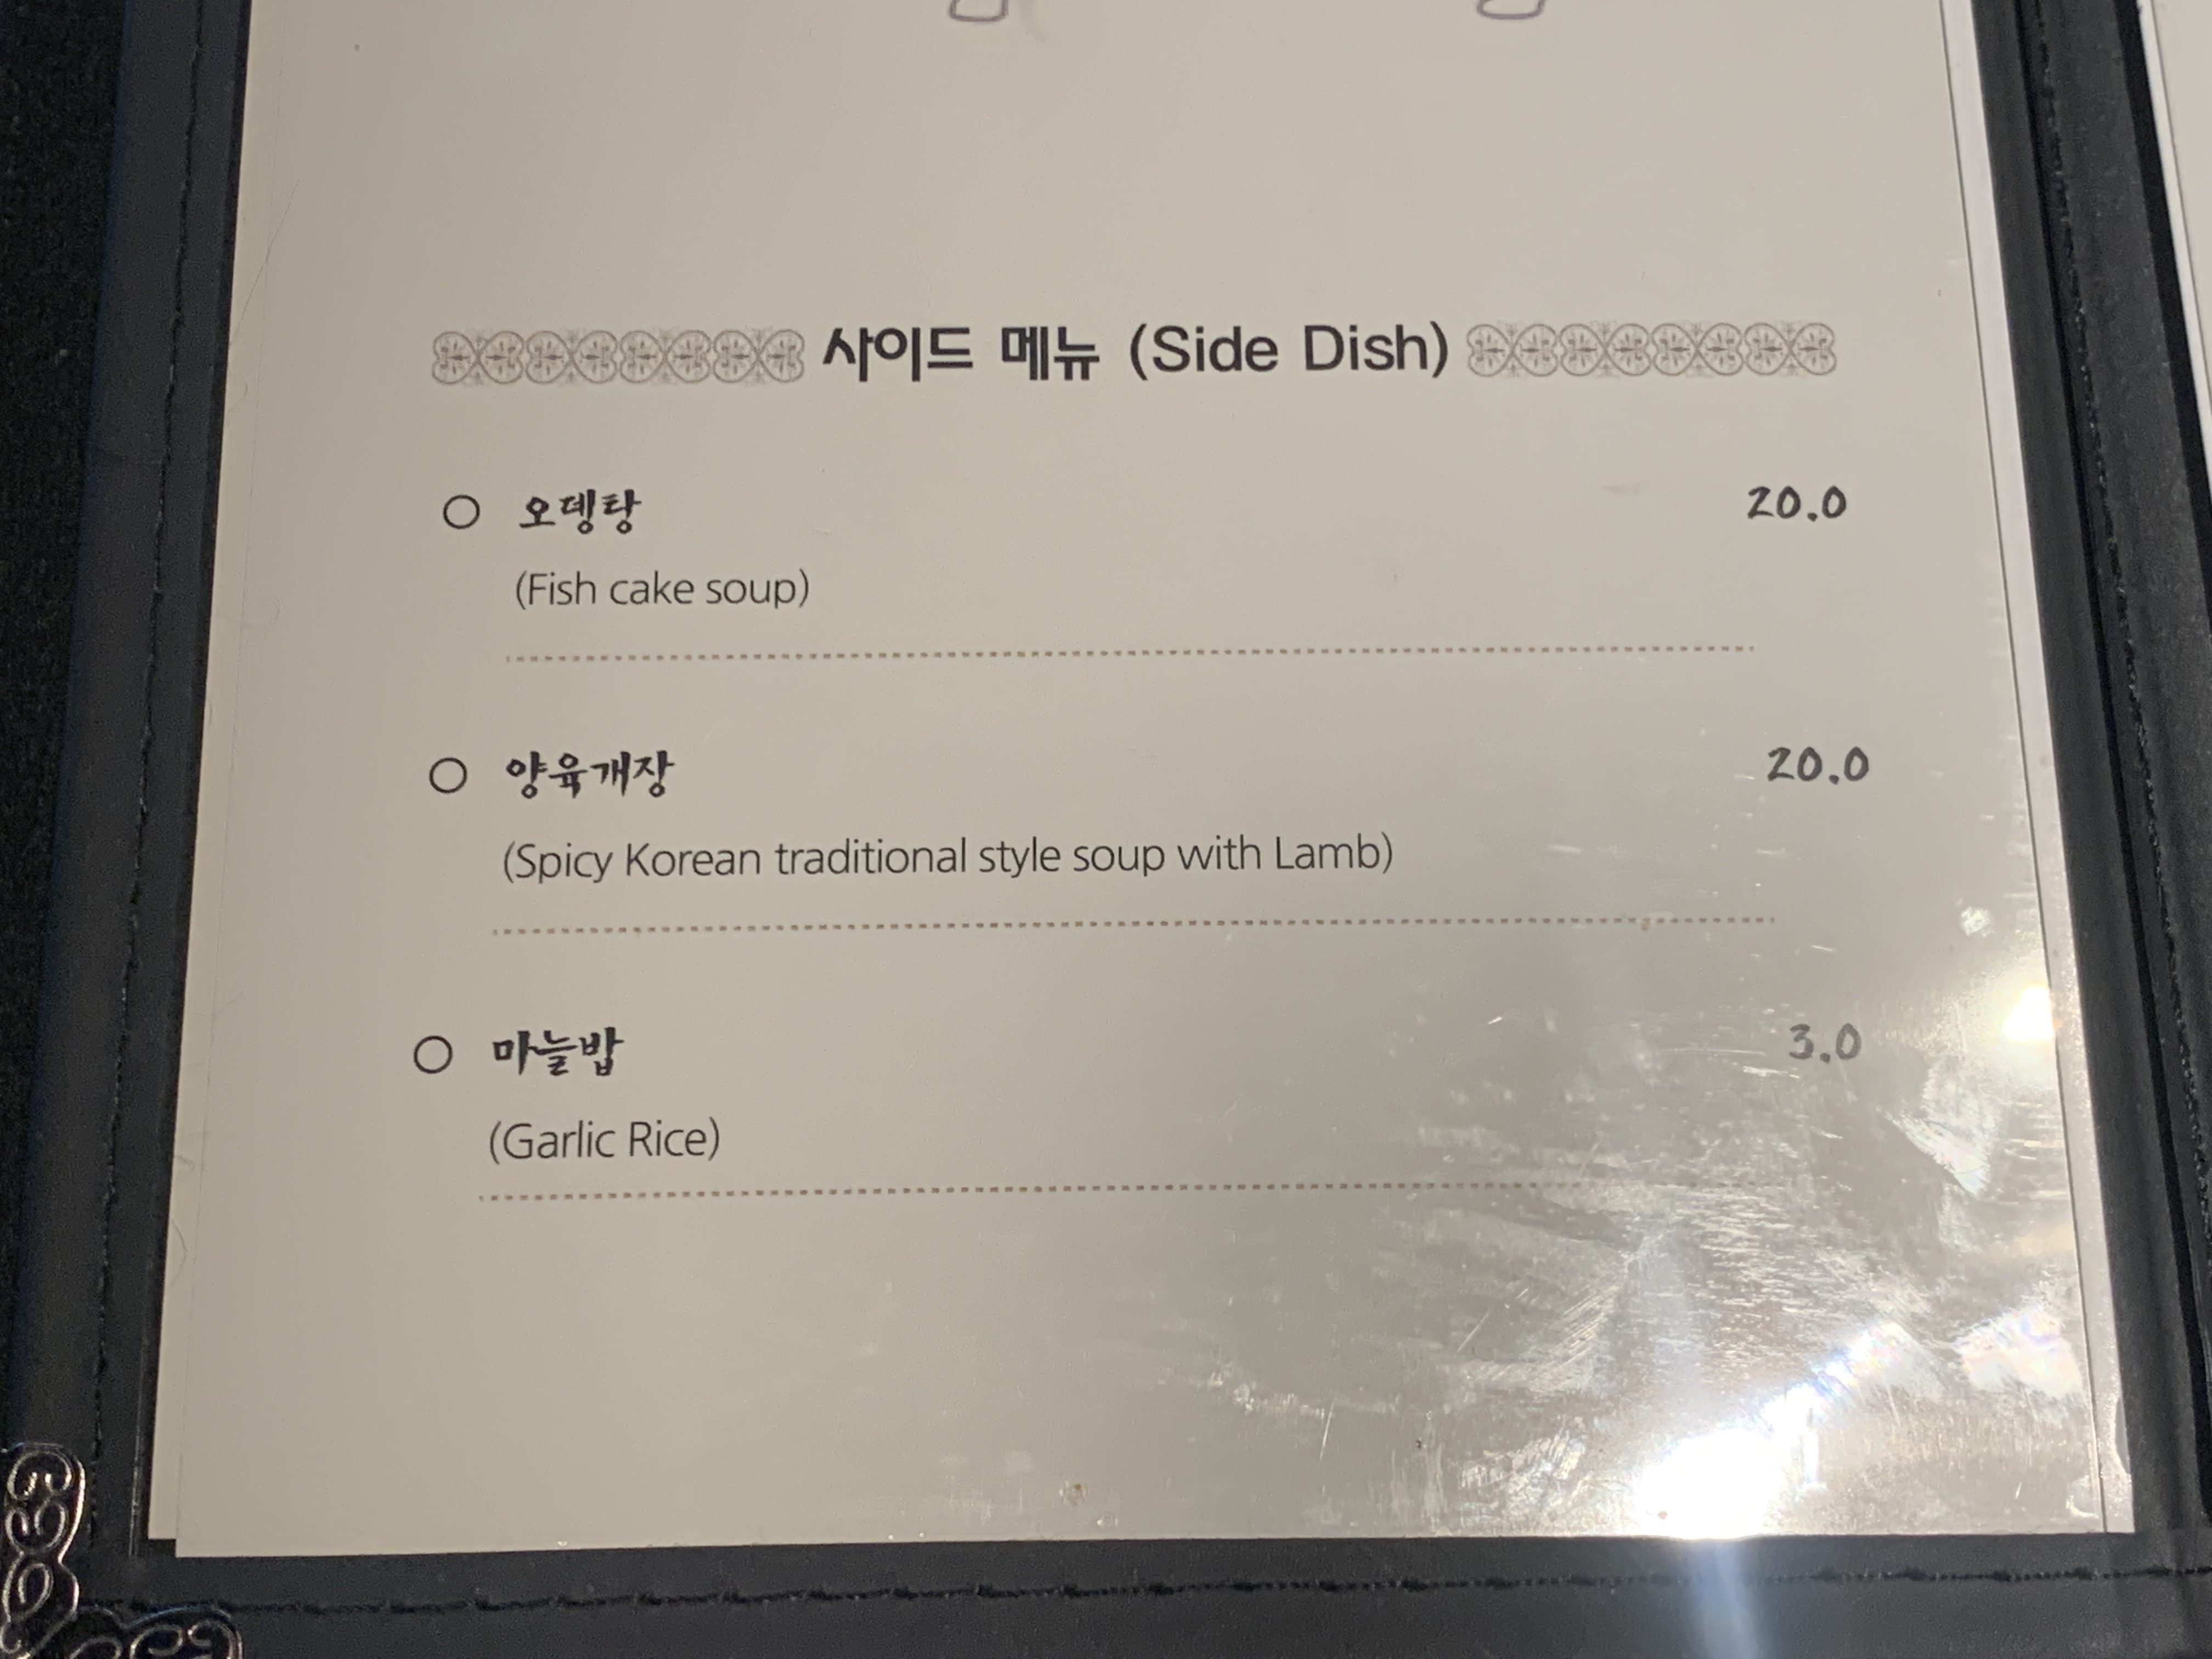 사이드 메뉴 (Side Dish)
오뎅탕 20.0
(Fish cake soup)
양육개장 20.0
(Spicy Korean traditional style soup with Lamb)
마늘밥 3.0
(Garlic Rice)